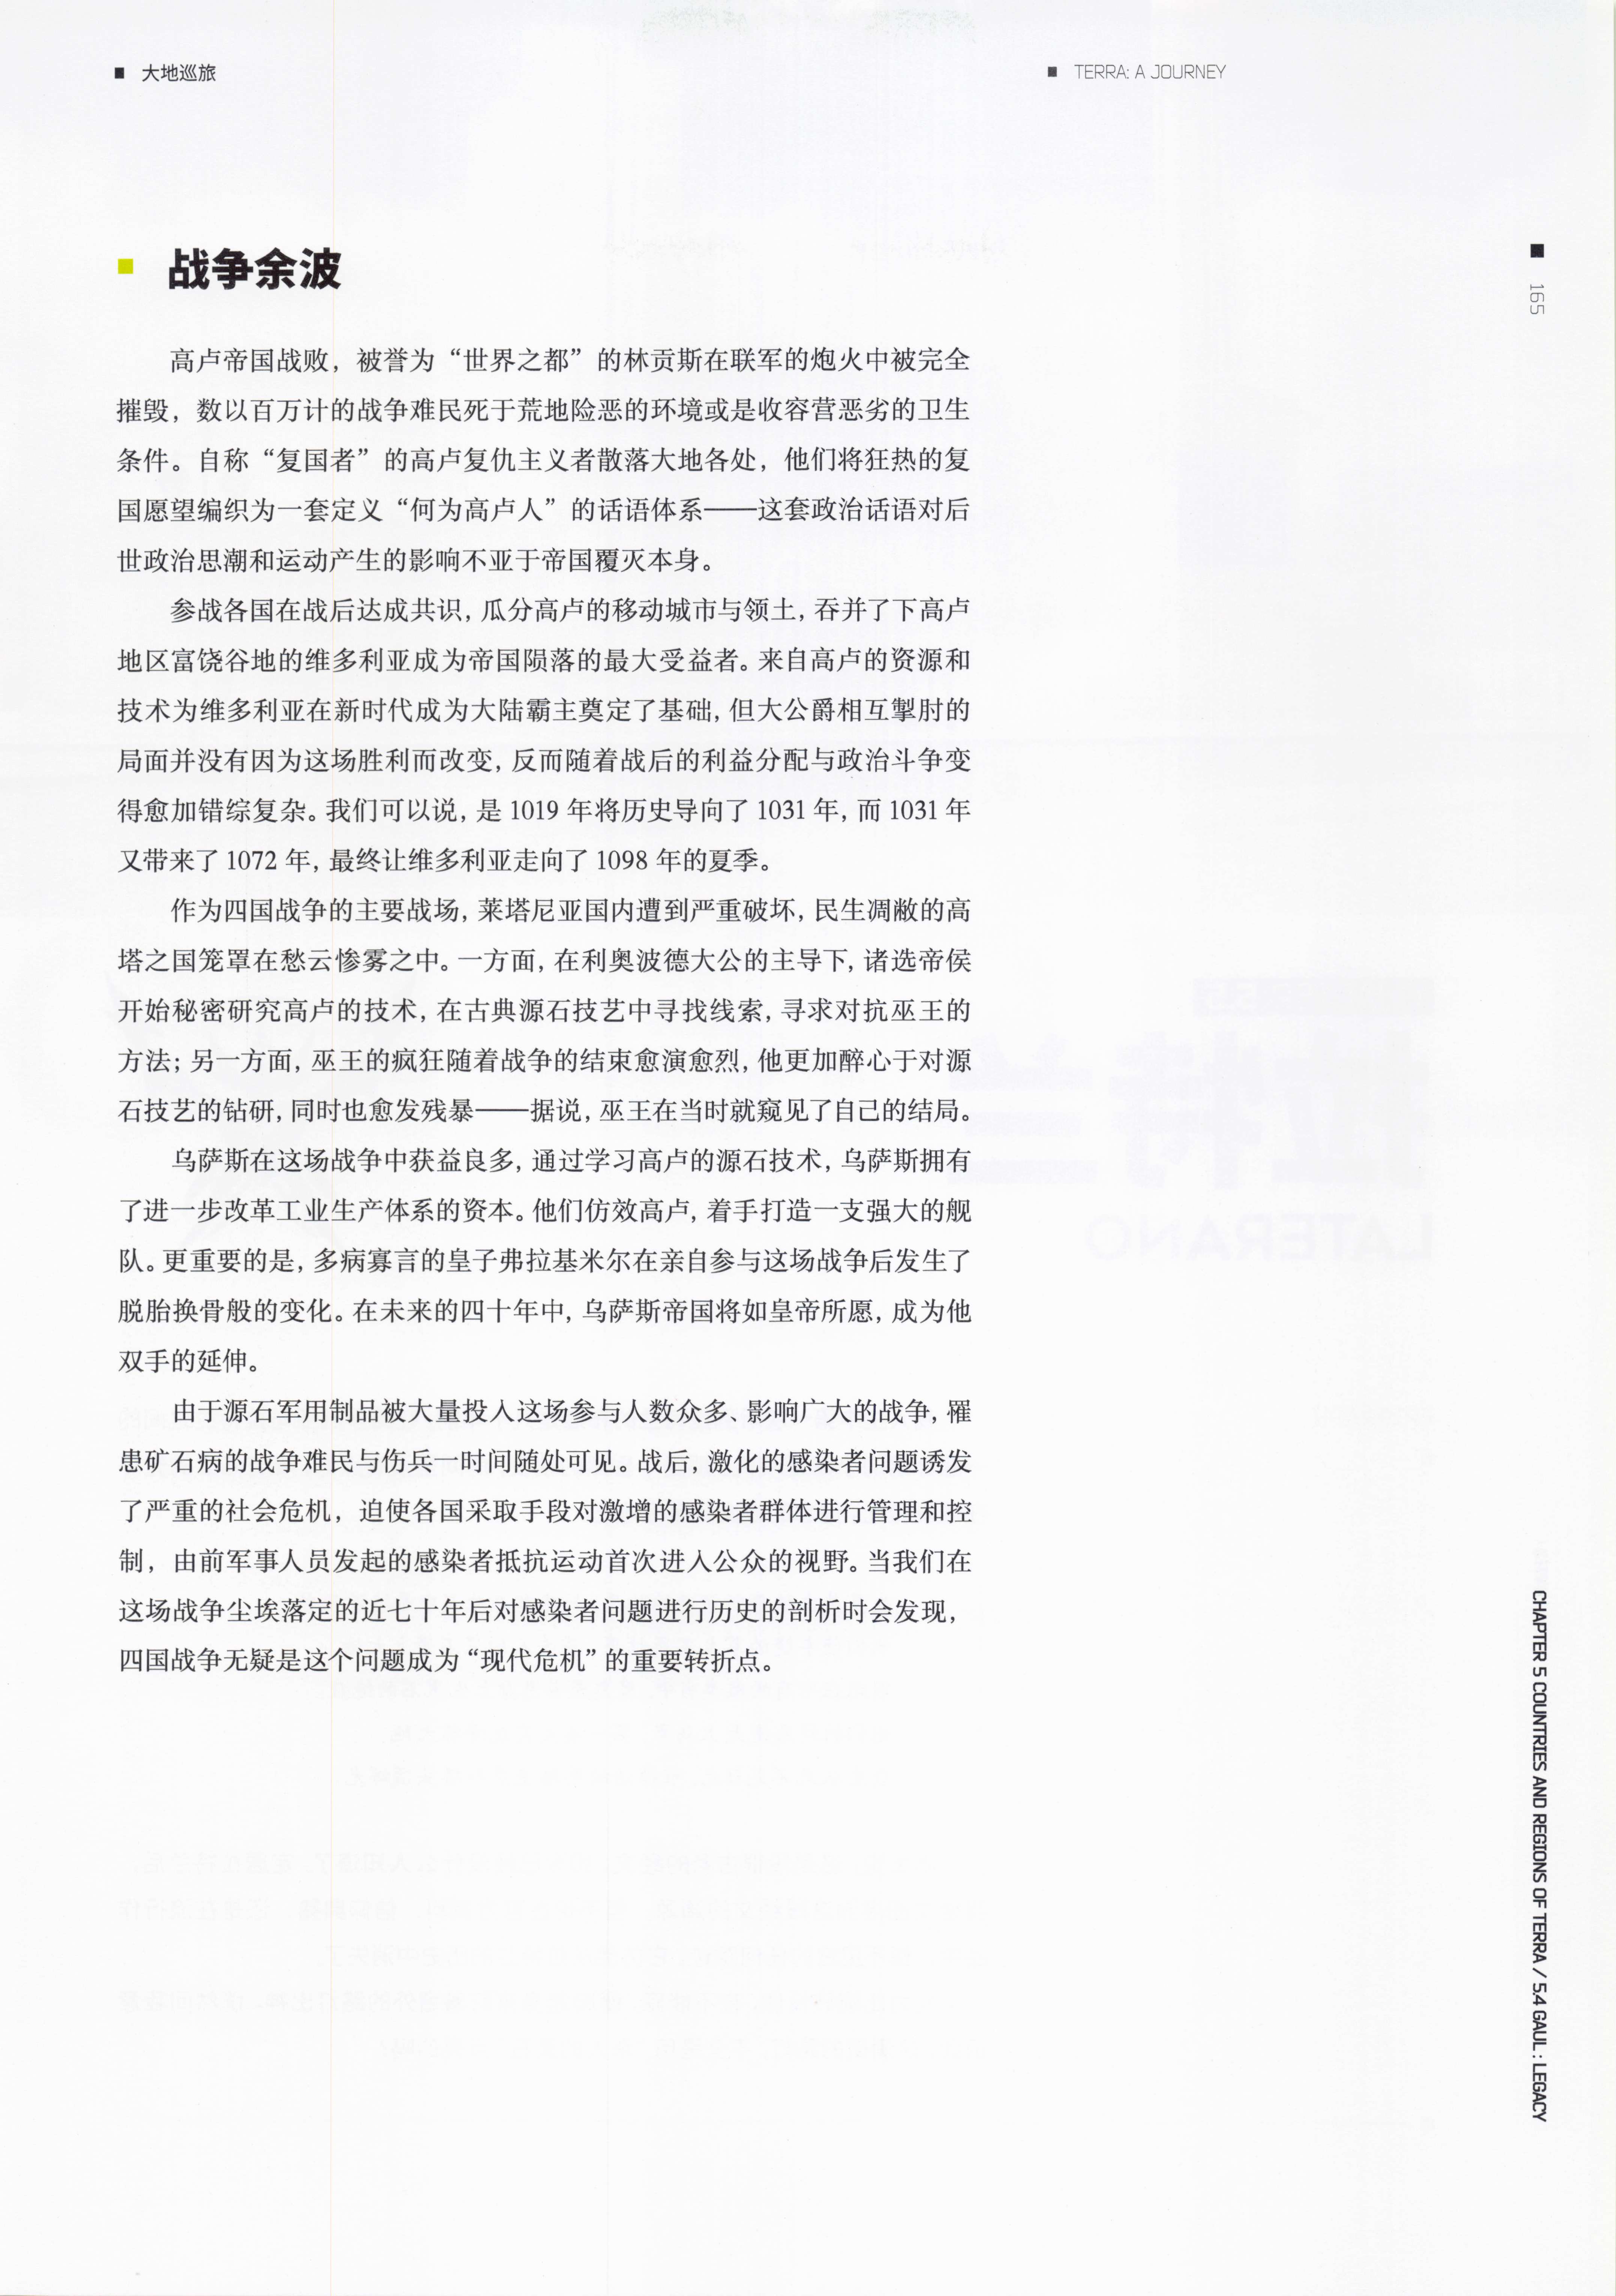 大地巡旅
TERRA: A JOURNEY
战争余波
165
高卢帝国战败，被誉为“世界之都”的林贡斯在联军的炮火中被完全
摧毁，数以百万计的战争难民死于荒地险恶的环境或是收容营恶劣的卫生
条件。自称“复国者”的高卢复仇主义者散落大地各处，他们将狂热的复
国愿望编织为一套定义“何为高卢人”的话语体系——这套政治话语对后
世政治思潮和运动产生的影响不亚于帝国覆灭本身。
参战各国在战后达成共识，瓜分高卢的移动城市与领土，吞并了下高卢
地区富饶谷地的维多利亚成为帝国陨落的最大受益者。来自高卢的资源和
技术为维多利亚在新时代成为大陆霸主奠定了基础，但大公爵相互掣肘的
局面并没有因为这场胜利而改变，反而随着战后的利益分配与政治斗争变
得愈加错综复杂。我们可以说，是 1019 年将历史导向了 1031 年，而 1031 年
又带来了 1072 年，最终让维多利亚走向了 1098 年的夏季。
作为四国战争的主要战场，莱塔尼亚国内遭到严重破坏，民生凋敝的高
塔之国笼罩在愁云惨雾之中。一方面，在利奥波德大公的主导下，诸选帝侯
开始秘密研究高卢的技术，在古典源石技艺中寻找线索，寻求对抗巫王的
方法；另一方面，巫王的疯狂随着战争的结束愈演愈烈，他更加醉心于对源
石技艺的钻研，同时也愈发残暴——据说，巫王在当时就窥见了自己的结局。
乌萨斯在这场战争中获益良多，通过学习高卢的源石技术，乌萨斯拥有
了进一步改革工业生产体系的资本。他们仿效高卢，着手打造一支强大的舰
队。更重要的是，多病寡言的皇子弗拉基米尔在亲自参与这场战争后发生了
脱胎换骨般的变化。在未来的四十年中，乌萨斯帝国将如皇帝所愿，成为他
双手的延伸。
由于源石军用制品被大量投入这场参与人数众多、影响广大的战争，罹
患矿石病的战争难民与伤兵一时间随处可见。战后，激化的感染者问题诱发
了严重的社会危机，迫使各国采取手段对激增的感染者群体进行管理和控
制，由前军事人员发起的感染者抵抗运动首次进入公众的视野。当我们在
这场战争尘埃落定的近七十年后对感染者问题进行历史的剖析时会发现，
四国战争无疑是这个问题成为“现代危机”的重要转折点。
CHAPTER 5 COUNTRIES AND REGIONS OF TERRA / 5.4 GAUL : LEGACY